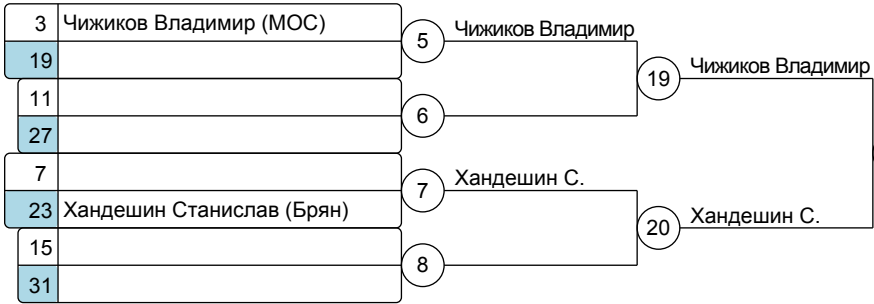 3 Чижиков Владимир (МОС)
19
5 Чижиков Владимир
11
27
6
19 Чижиков Владимир
7
23 Хандешин Станислав (Брян)
7 Хандешин С.
15
31
8
20 Хандешин С.